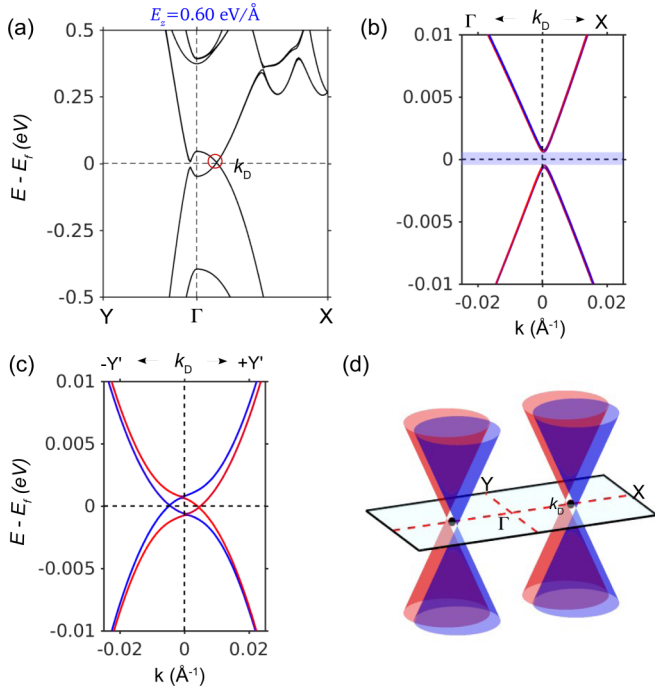 (a)
E_z=0.60 eV/Å
E - E_f (eV)
0.5
0.25
0
-0.25
-0.5
k_D
Y
Γ
X
(b)
Γ ← k_D → X
0.01
0.005
0
-0.005
-0.01
-0.02
0
0.02
k (Å⁻¹)
(c)
-Y' ← k_D → +Y'
E - E_f (eV)
0.01
0.005
0
-0.005
-0.01
-0.02
0
0.02
k (Å⁻¹)
(d)
Y
X
k_D
Γ